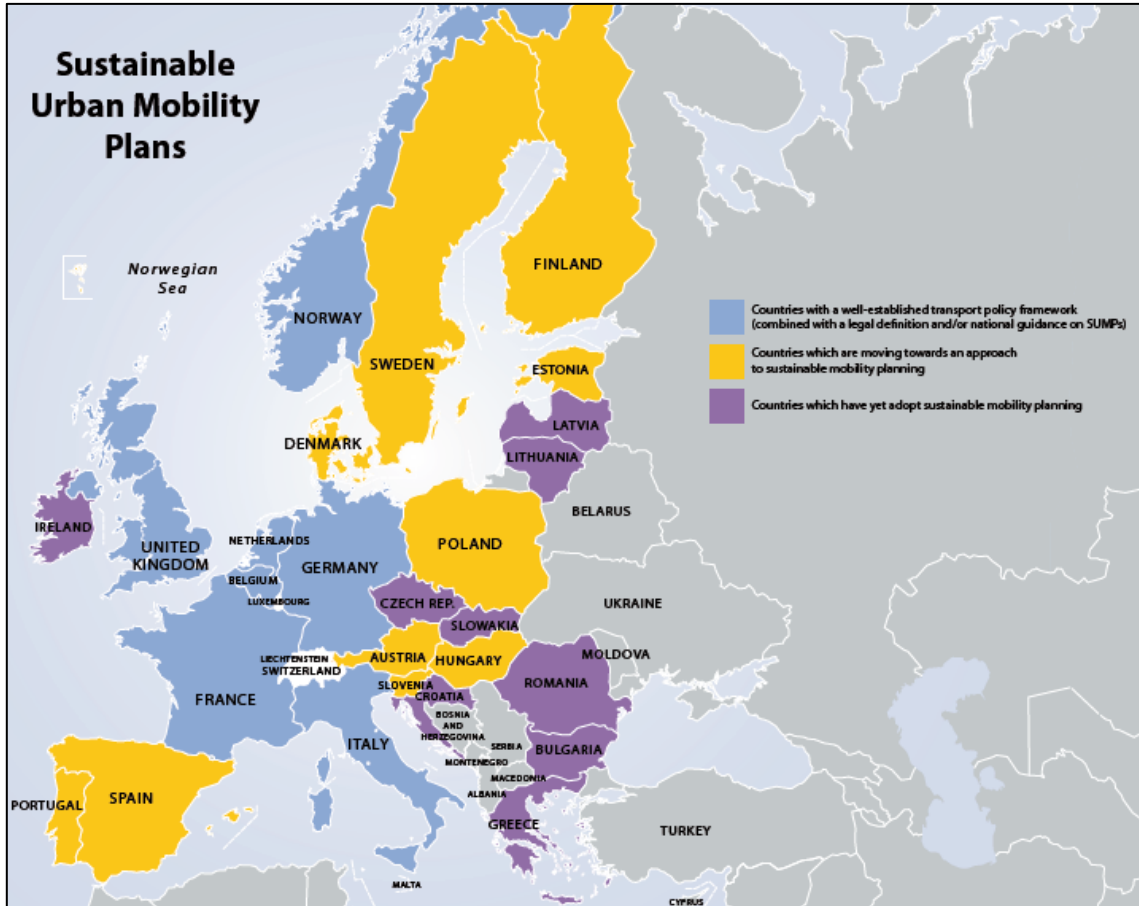 Sustainable
Urban Mobility
Plans
Norwegian
Sea
FINLAND
NORWAY
SWEDEN
ESTONIA
Countries with a well-established transport policy framework
(combined with a legal definition and/or national guidance on SUMPs)
Countries which are moving towards an approach
to sustainable mobility planning
Countries which have yet adopt sustainable mobility planning
LATVIA
DENMARK
LITHUANIA
BELARUS
IRELAND
UNITED
KINGDOM
NETHERLANDS
POLAND
GERMANY
BELGIUM
LUXEMBOURG
CZECH REP.
UKRAINE
SLOWAKIA
LIECHTENSTEIN
SWITZERLAND
AUSTRIA
HUNGARY
MOLDOVA
SLOVENIA
ROMANIA
CROATIA
FRANCE
BOSNIA
AND
HERZEGOVINA
ITALY
SERBIA
BULGARIA
MONTENEGRO
MACEDONIA
ALBANIA
PORTUGAL
SPAIN
GREECE
TURKEY
MALTA
CYPRUS